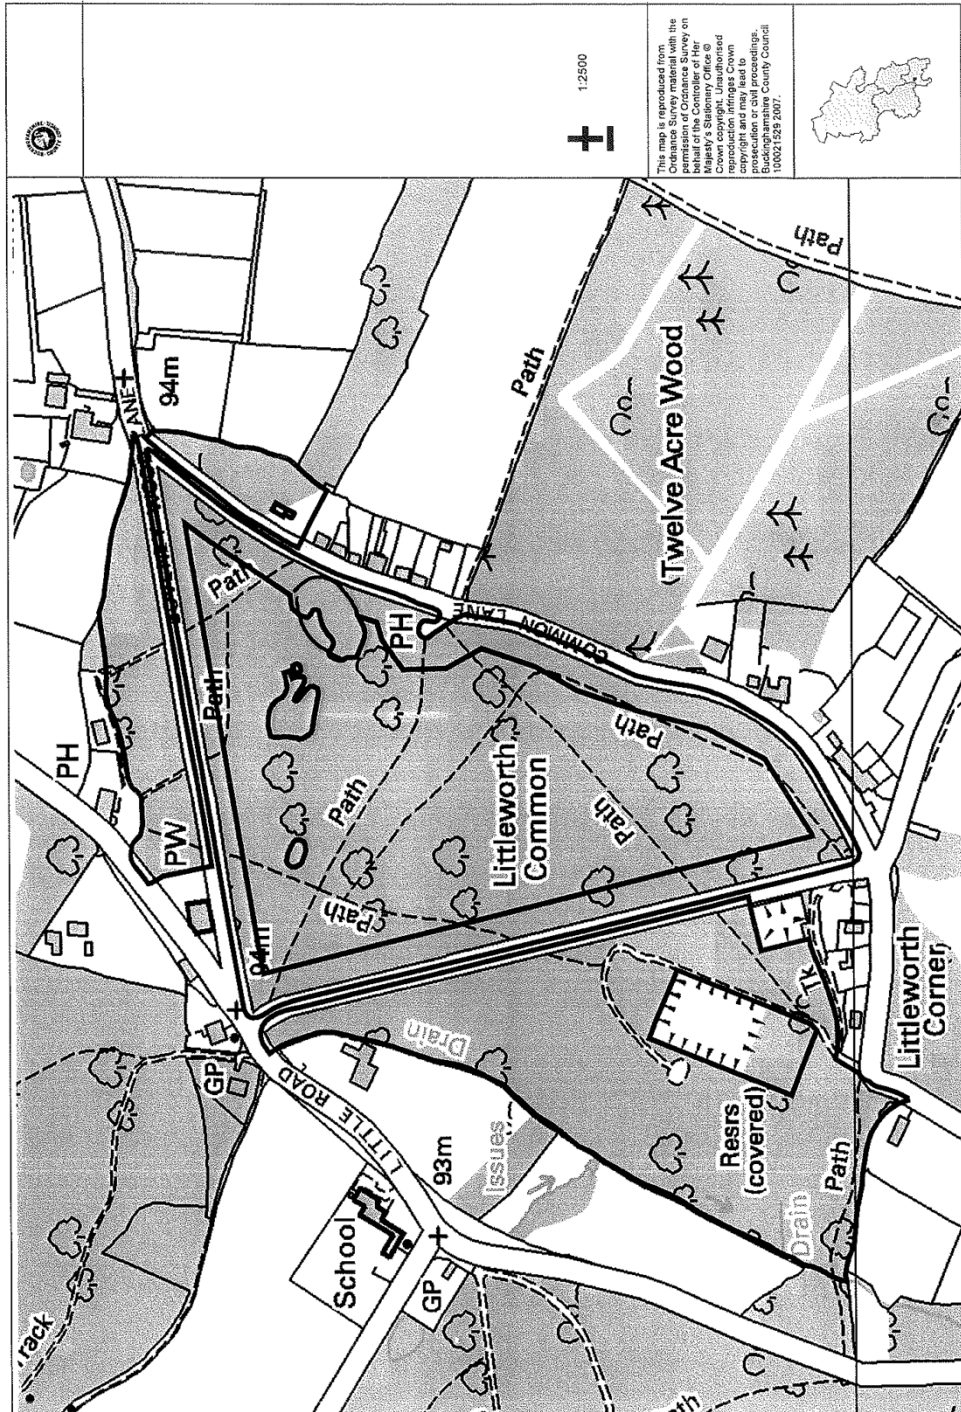 1:2500
This map is reproduced from
Ordnance Survey material with the
permission of Ordnance Survey on
behalf of the Controller of Her
Majesty's Stationery Office ©
Crown copyright. Unauthorised
reproduction infringes Crown
copyright and may lead to
prosecution or civil proceedings.
Buckinghamshire County Council
100021529 2007.
Track
School
GP
93m
LITTLE ROAD
GP
Issues
Drain
Drain
Path
Resrs
(covered)
Tk
Littleworth
Corner
94m
PW
PH
Path
Path
Path
Path
Path
Path
Littleworth
Common
PH
COMMON LANE
LANE
94m
Path
Twelve Acre Wood
Path